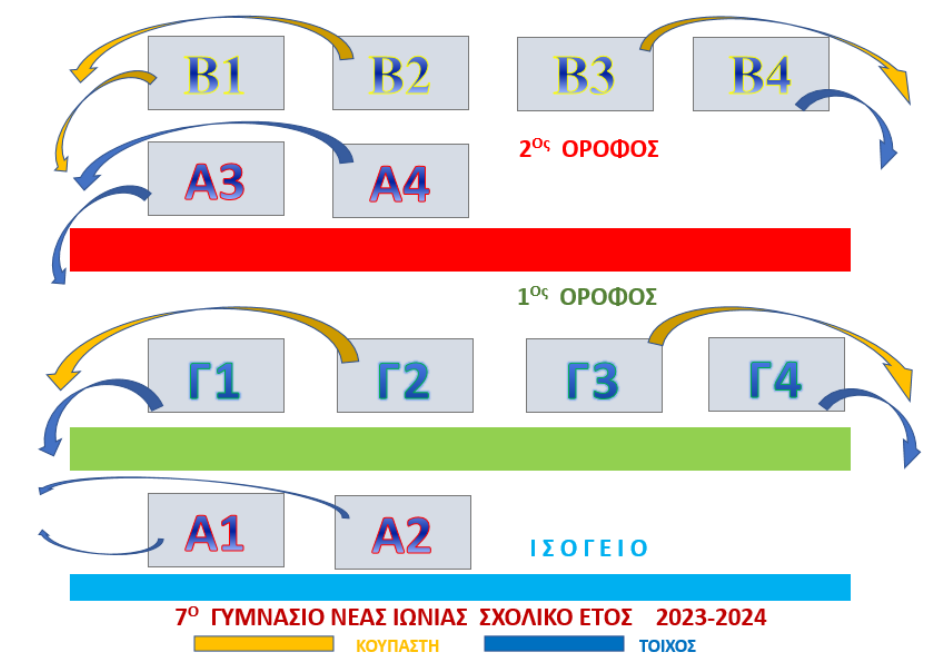 Β1 Β2 Β3 Β4
2Ος ΟΡΟΦΟΣ
Α3 Α4
1Ος ΟΡΟΦΟΣ
Γ1 Γ2 Γ3 Γ4
Α1 Α2
ΙΣΟΓΕΙΟ
7Ο ΓΥΜΝΑΣΙΟ ΝΕΑΣ ΙΩΝΙΑΣ ΣΧΟΛΙΚΟ ΕΤΟΣ 2023-2024
ΚΟΥΠΑΣΤΗ ΤΟΙΧΟΣ